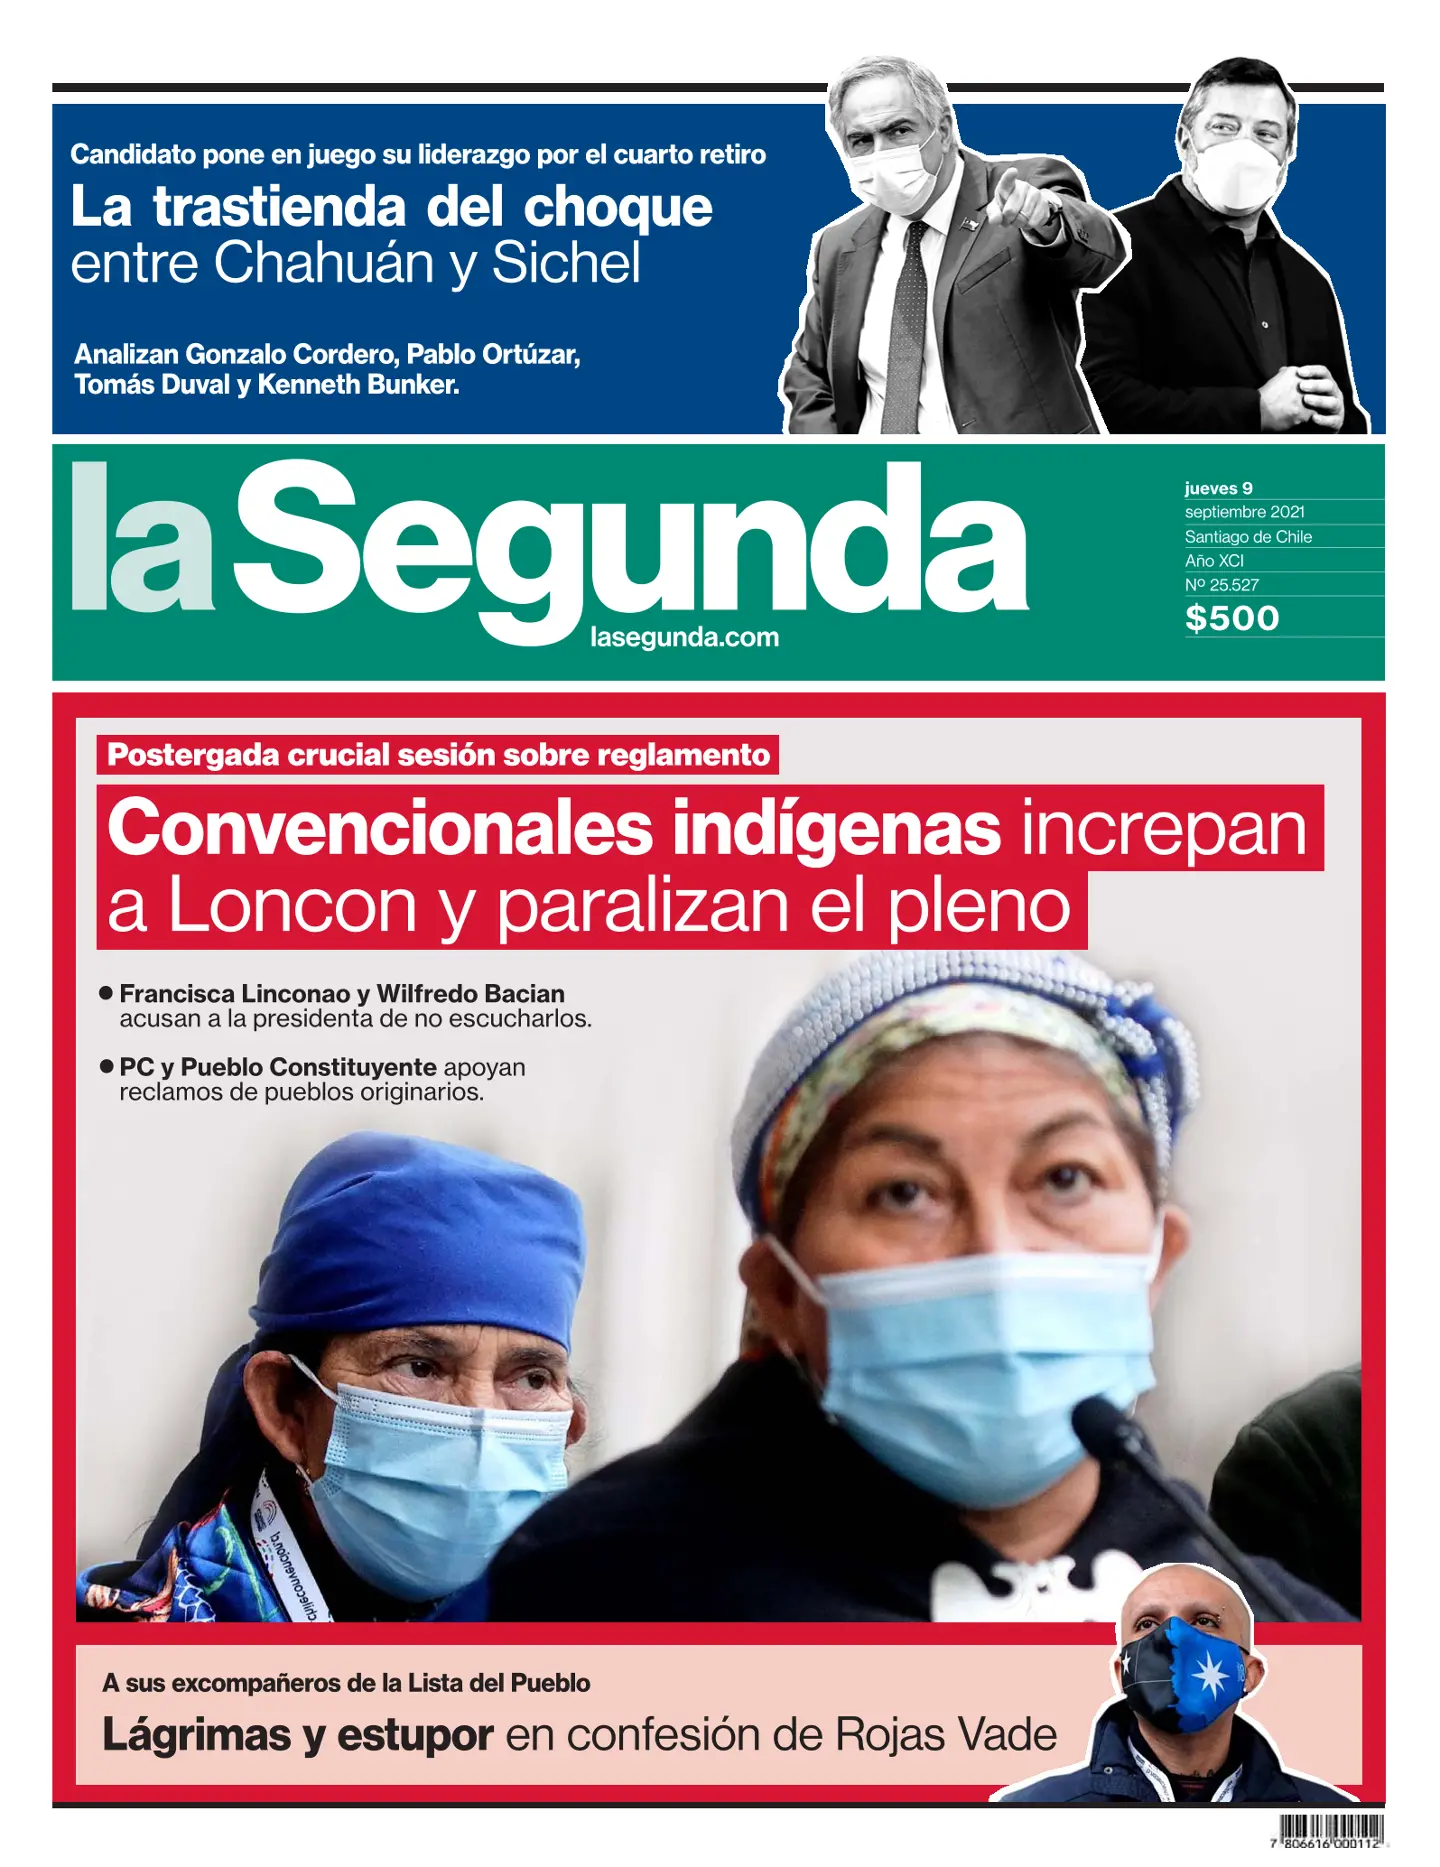 Candidato pone en juego su liderazgo por el cuarto retiro
La trastienda del choque
entre Chahuán y Sichel
Analizan Gonzalo Cordero, Pablo Ortúzar,
Tomás Duval y Kenneth Bunker.
laSegunda
lasegunda.com
jueves 9
septiembre 2021
Santiago de Chile
Año XCI
Nº 25.527
$500
Postergada crucial sesión sobre reglamento
Convencionales indígenas increpan
a Loncon y paralizan el pleno
● Francisca Linconao y Wilfredo Bacian
acusan a la presidenta de no escucharlos.
● PC y Pueblo Constituyente apoyan
reclamos de pueblos originarios.
chileconvencion.cl
A sus excompañeros de la Lista del Pueblo
Lágrimas y estupor en confesión de Rojas Vade
7 806616 000112